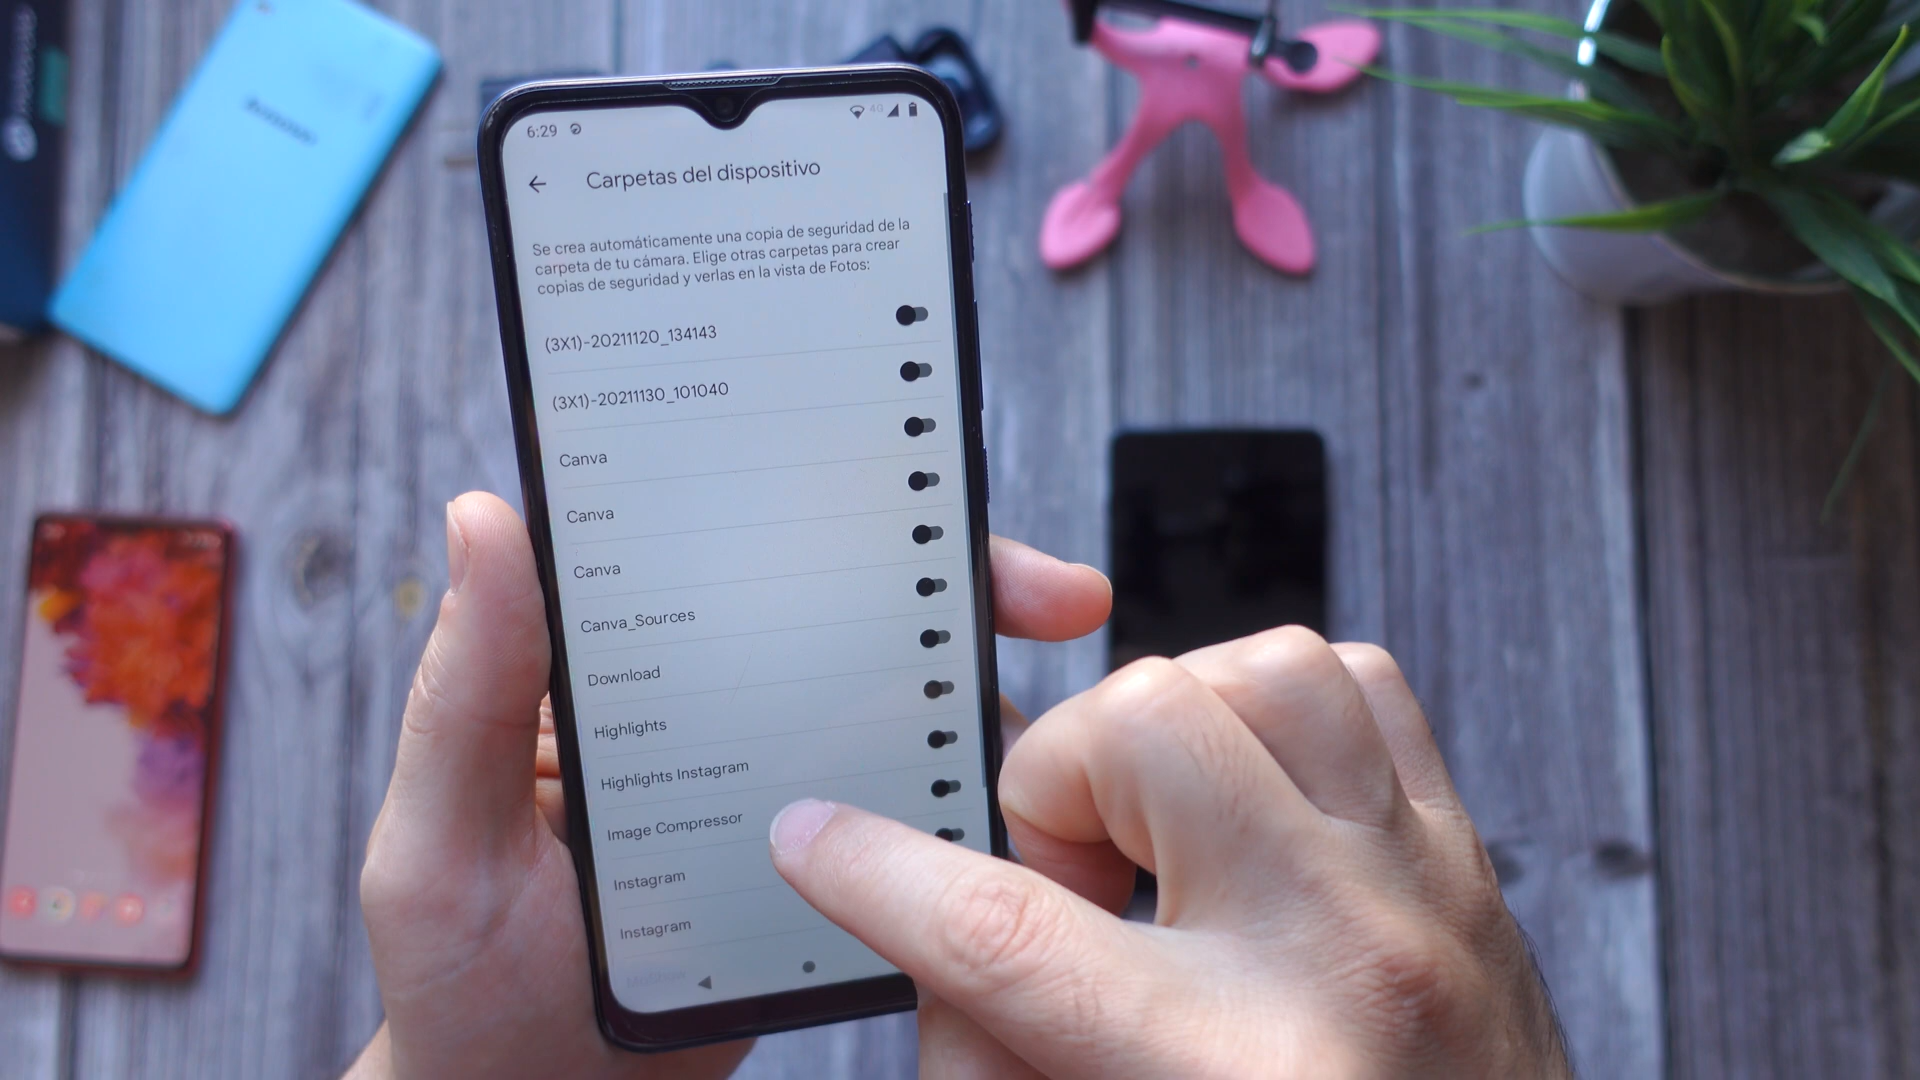 lenovo
6:29
4G
Carpetas del dispositivo
Se crea automáticamente una copia de seguridad de la
carpeta de tu cámara. Elige otras carpetas para crear
copias de seguridad y verlas en la vista de Fotos:
(3X1)-20211120_134143
(3X1)-20211130_101040
Canva
Canva
Canva
Canva_Sources
Download
Highlights
Highlights Instagram
Image Compressor
Instagram
Instagram